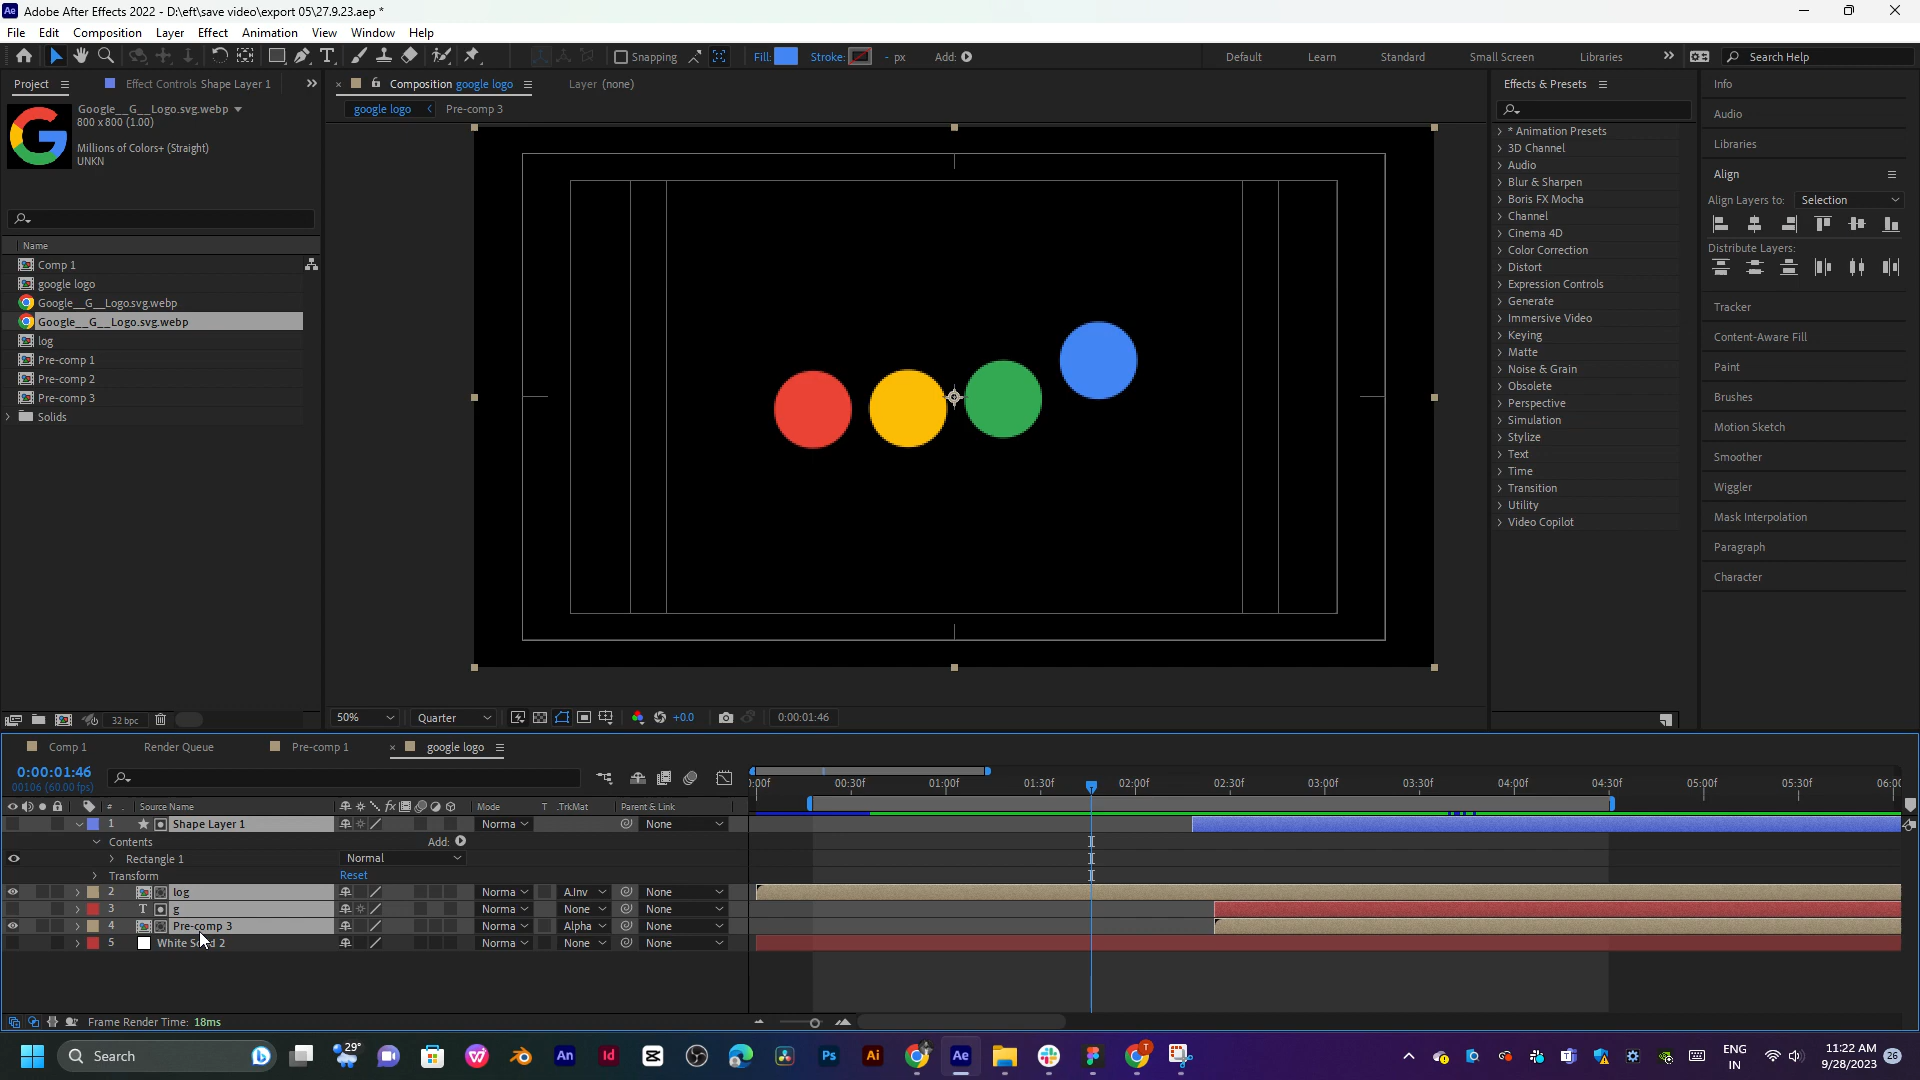 Adobe After Effects 2022 - D:\eft\save video\export 05\27.9.23.aep *
File Edit Composition Layer Effect Animation View Window Help
Snapping Fill: Stroke: - px Add: Default Learn Standard Small Screen Libraries Search Help
Project Effect Controls Shape Layer 1 Composition google logo Layer (none) Effects & Presets Info
google logo Pre-comp 3
Google__G__Logo.svg.webp
800 x 800 (1.00)
Millions of Colors+ (Straight)
UNKN
Name
Comp 1
google logo
Google__G__Logo.svg.webp
Google__G__Logo.svg.webp
log
Pre-comp 1
Pre-comp 2
Pre-comp 3
Solids
32 bpc
50% Quarter +0.0 0:00:01:46
* Animation Presets
3D Channel
Audio
Blur & Sharpen
Boris FX Mocha
Channel
Cinema 4D
Color Correction
Distort
Expression Controls
Generate
Immersive Video
Keying
Matte
Noise & Grain
Obsolete
Perspective
Simulation
Stylize
Text
Time
Transition
Utility
Video Copilot
Audio
Libraries
Align
Align Layers to: Selection
Distribute Layers:
Tracker
Content-Aware Fill
Paint
Brushes
Motion Sketch
Smoother
Wiggler
Mask Interpolation
Paragraph
Character
Comp 1 Render Queue Pre-comp 1 google logo
0:00:01:46
00106 (60.00 fps)
:00f 00:30f 01:00f 01:30f 02:00f 02:30f 03:00f 03:30f 04:00f 04:30f 05:00f 05:30f 06:0(
# Source Name Mode T .TrkMat Parent & Link
1 Shape Layer 1 Norma None
Contents Add:
Rectangle 1 Normal
Transform Reset
2 log Norma A.Inv None
3 T g Norma None None
4 Pre-comp 3 Norma Alpha None
5 White S d 2 Norma None None
Frame Render Time: 18ms
Search 29° ENG IN 11:22 AM 9/28/2023 26